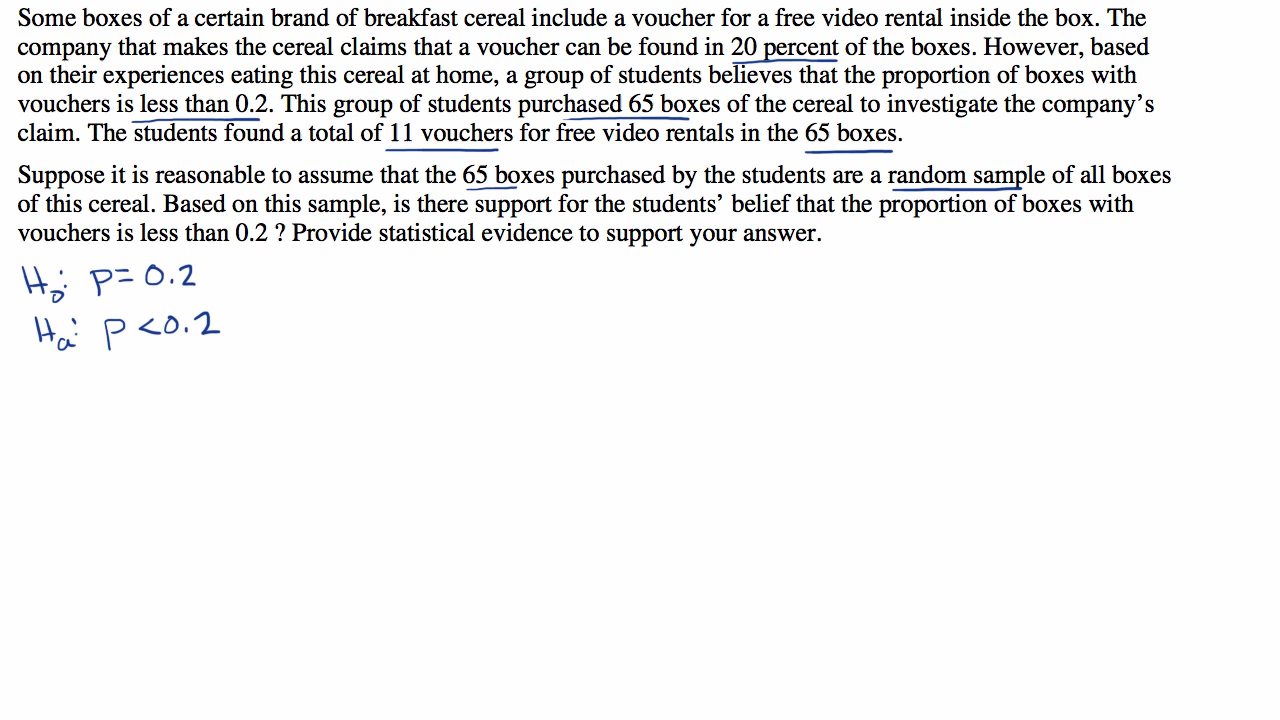 Some boxes of a certain brand of breakfast cereal include a voucher for a free video rental inside the box. The
company that makes the cereal claims that a voucher can be found in 20 percent of the boxes. However, based
on their experiences eating this cereal at home, a group of students believes that the proportion of boxes with
vouchers is less than 0.2. This group of students purchased 65 boxes of the cereal to investigate the company's
claim. The students found a total of 11 vouchers for free video rentals in the 65 boxes.
Suppose it is reasonable to assume that the 65 boxes purchased by the students are a random sample of all boxes
of this cereal. Based on this sample, is there support for the students' belief that the proportion of boxes with
vouchers is less than 0.2 ? Provide statistical evidence to support your answer.
H₀: p = 0.2
Hₐ: p < 0.2